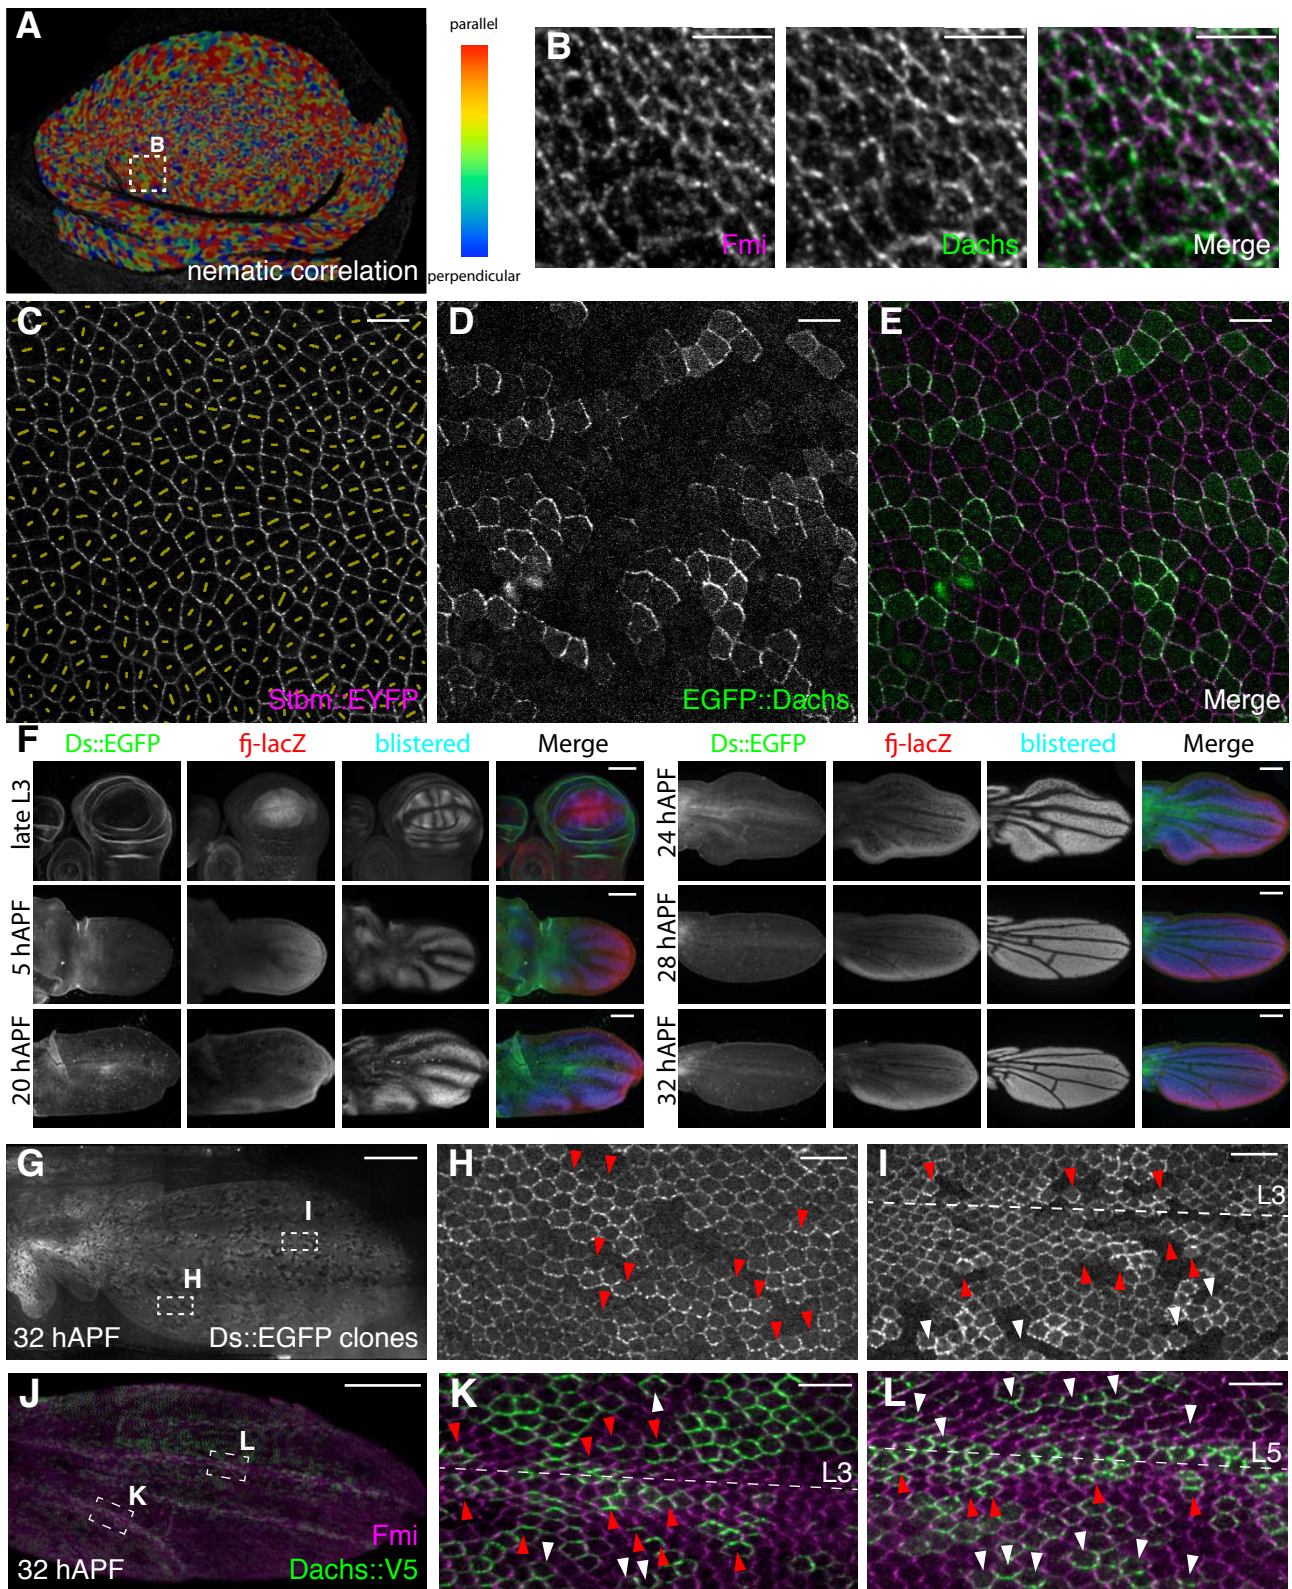 A
B
nematic correlation
parallel
perpendicular
B
Fmi
Dachs
Merge
C
Stbm::EYFP
D
EGFP::Dachs
E
Merge
F
Ds::EGFP
fj-lacZ
blistered
Merge
Ds::EGFP
fj-lacZ
blistered
Merge
late L3
24 hAPF
5 hAPF
28 hAPF
20 hAPF
32 hAPF
G
I
H
32 hAPF
Ds::EGFP clones
H
I
L3
J
L
K
Fmi
32 hAPF
Dachs::V5
K
L3
L
L5